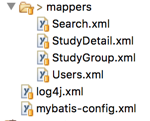 > mappers
Search.xml
StudyDetail.xml
StudyGroup.xml
Users.xml
log4j.xml
mybatis-config.xml